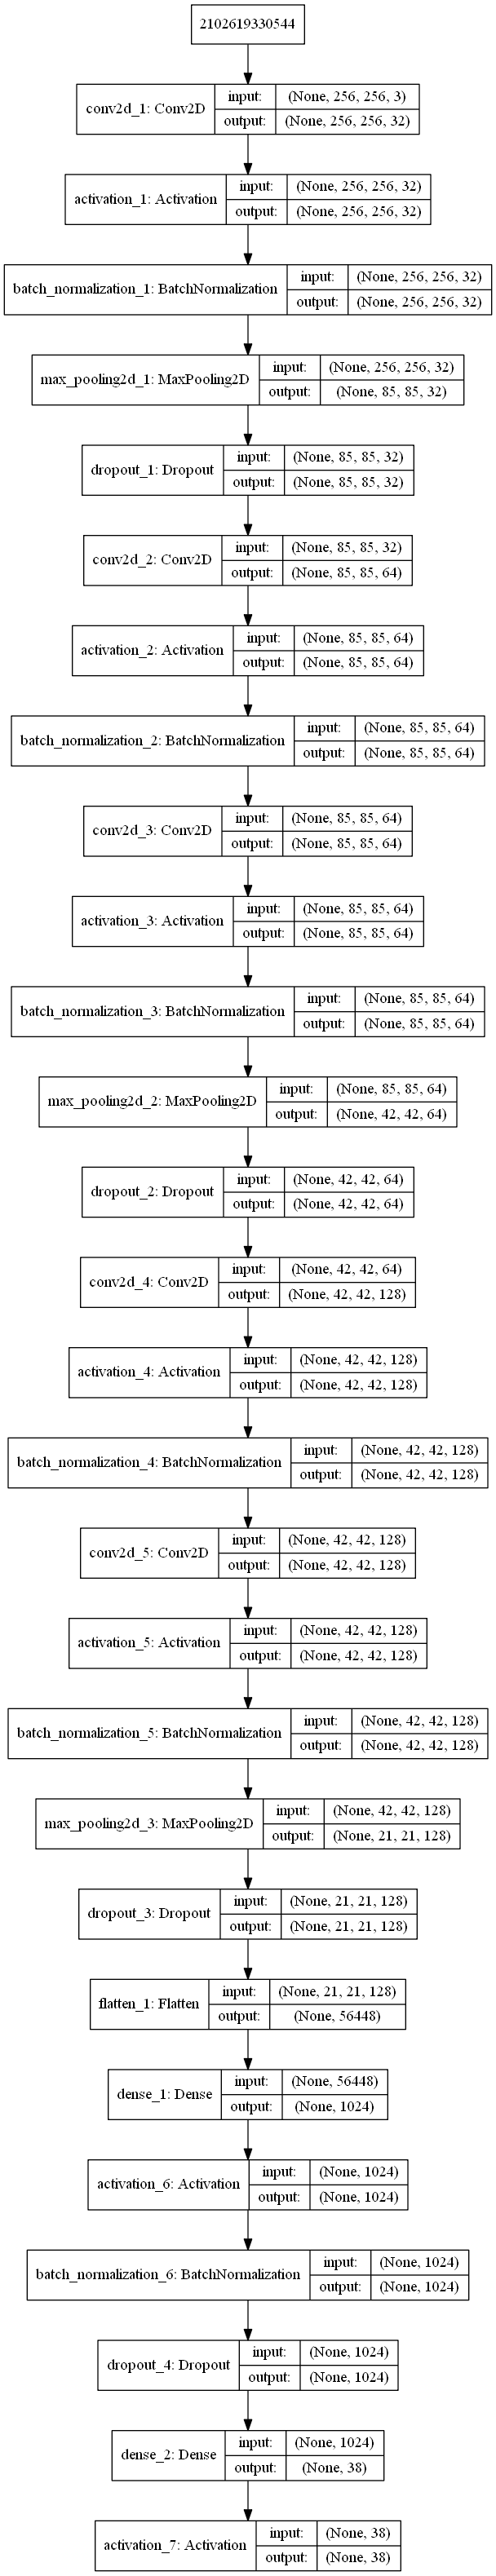 2102619330544
conv2d_1: Conv2D
input: (None, 256, 256, 3)
output: (None, 256, 256, 32)
activation_1: Activation
input: (None, 256, 256, 32)
output: (None, 256, 256, 32)
batch_normalization_1: BatchNormalization
input: (None, 256, 256, 32)
output: (None, 256, 256, 32)
max_pooling2d_1: MaxPooling2D
input: (None, 256, 256, 32)
output: (None, 85, 85, 32)
dropout_1: Dropout
input: (None, 85, 85, 32)
output: (None, 85, 85, 32)
conv2d_2: Conv2D
input: (None, 85, 85, 32)
output: (None, 85, 85, 64)
activation_2: Activation
input: (None, 85, 85, 64)
output: (None, 85, 85, 64)
batch_normalization_2: BatchNormalization
input: (None, 85, 85, 64)
output: (None, 85, 85, 64)
conv2d_3: Conv2D
input: (None, 85, 85, 64)
output: (None, 85, 85, 64)
activation_3: Activation
input: (None, 85, 85, 64)
output: (None, 85, 85, 64)
batch_normalization_3: BatchNormalization
input: (None, 85, 85, 64)
output: (None, 85, 85, 64)
max_pooling2d_2: MaxPooling2D
input: (None, 85, 85, 64)
output: (None, 42, 42, 64)
dropout_2: Dropout
input: (None, 42, 42, 64)
output: (None, 42, 42, 64)
conv2d_4: Conv2D
input: (None, 42, 42, 64)
output: (None, 42, 42, 128)
activation_4: Activation
input: (None, 42, 42, 128)
output: (None, 42, 42, 128)
batch_normalization_4: BatchNormalization
input: (None, 42, 42, 128)
output: (None, 42, 42, 128)
conv2d_5: Conv2D
input: (None, 42, 42, 128)
output: (None, 42, 42, 128)
activation_5: Activation
input: (None, 42, 42, 128)
output: (None, 42, 42, 128)
batch_normalization_5: BatchNormalization
input: (None, 42, 42, 128)
output: (None, 42, 42, 128)
max_pooling2d_3: MaxPooling2D
input: (None, 42, 42, 128)
output: (None, 21, 21, 128)
dropout_3: Dropout
input: (None, 21, 21, 128)
output: (None, 21, 21, 128)
flatten_1: Flatten
input: (None, 21, 21, 128)
output: (None, 56448)
dense_1: Dense
input: (None, 56448)
output: (None, 1024)
activation_6: Activation
input: (None, 1024)
output: (None, 1024)
batch_normalization_6: BatchNormalization
input: (None, 1024)
output: (None, 1024)
dropout_4: Dropout
input: (None, 1024)
output: (None, 1024)
dense_2: Dense
input: (None, 1024)
output: (None, 38)
activation_7: Activation
input: (None, 38)
output: (None, 38)